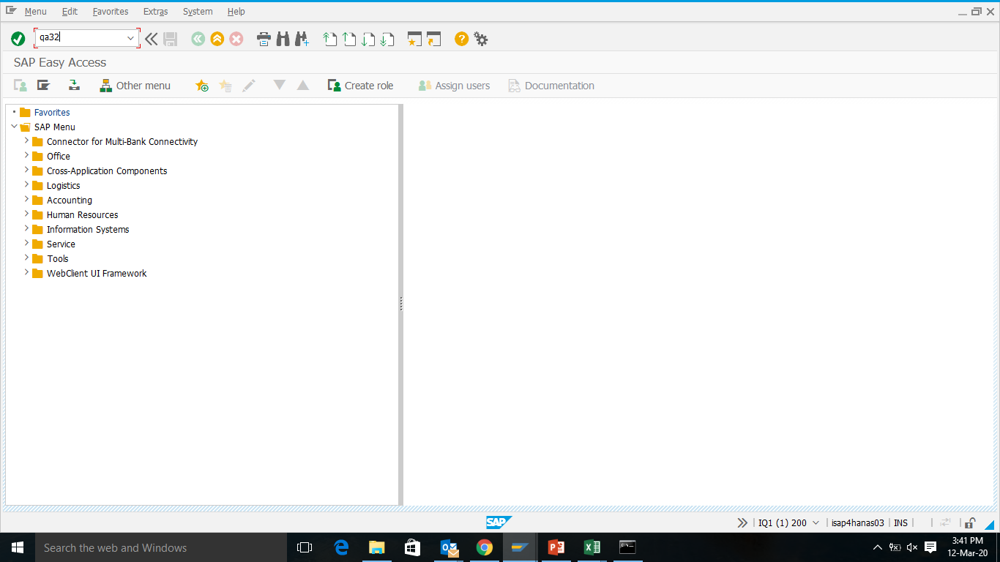 Menu Edit Favorites Extras System Help
qa32
SAP Easy Access
Other menu Create role Assign users Documentation
Favorites
SAP Menu
Connector for Multi-Bank Connectivity
Office
Cross-Application Components
Logistics
Accounting
Human Resources
Information Systems
Service
Tools
WebClient UI Framework
SAP IQ1 (1) 200 isap4hanas03 INS
Search the web and Windows
3:41 PM
12-Mar-20